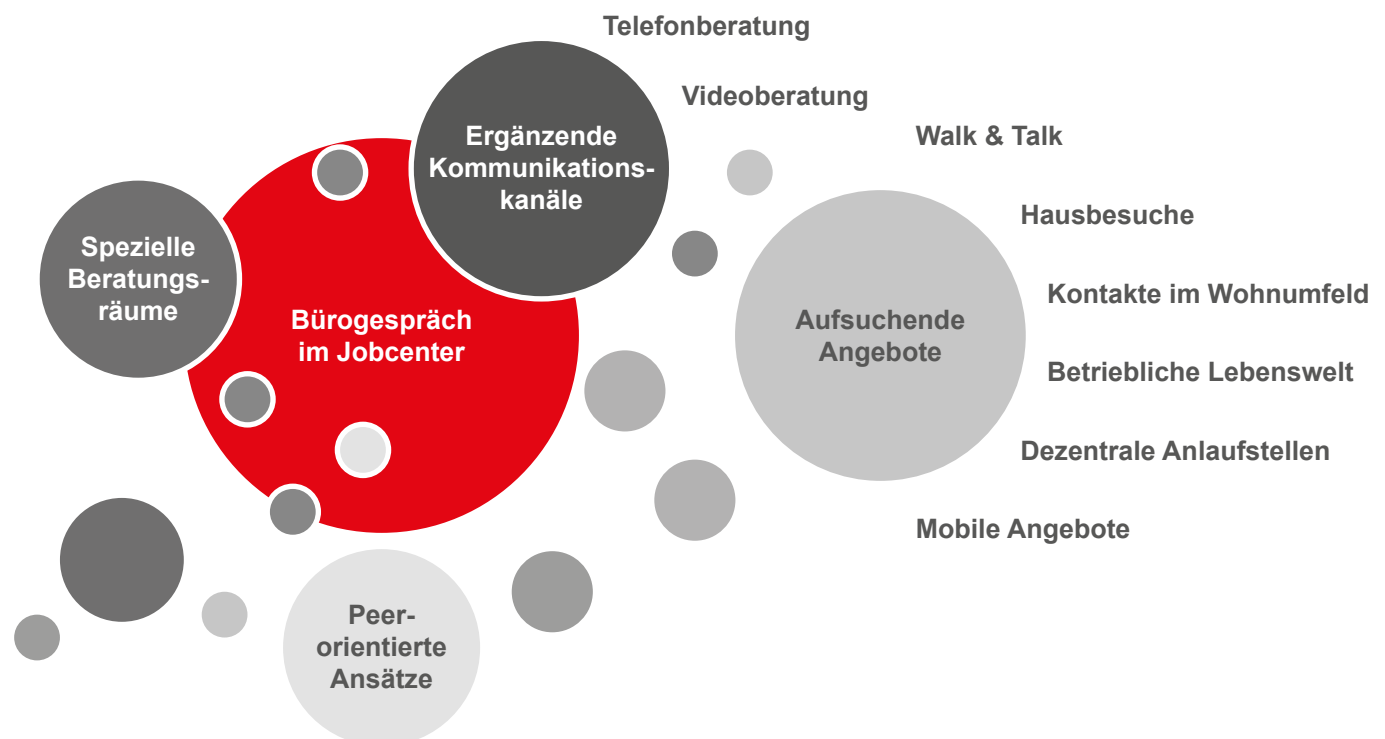 Telefonberatung
Videoberatung
Walk & Talk
Ergänzende
Kommunikations-
kanäle
Hausbesuche
Spezielle
Beratungs-
räume
Kontakte im Wohnumfeld
Bürogespräch
im Jobcenter
Aufsuchende
Angebote
Betriebliche Lebenswelt
Dezentrale Anlaufstellen
Mobile Angebote
Peer-
orientierte
Ansätze